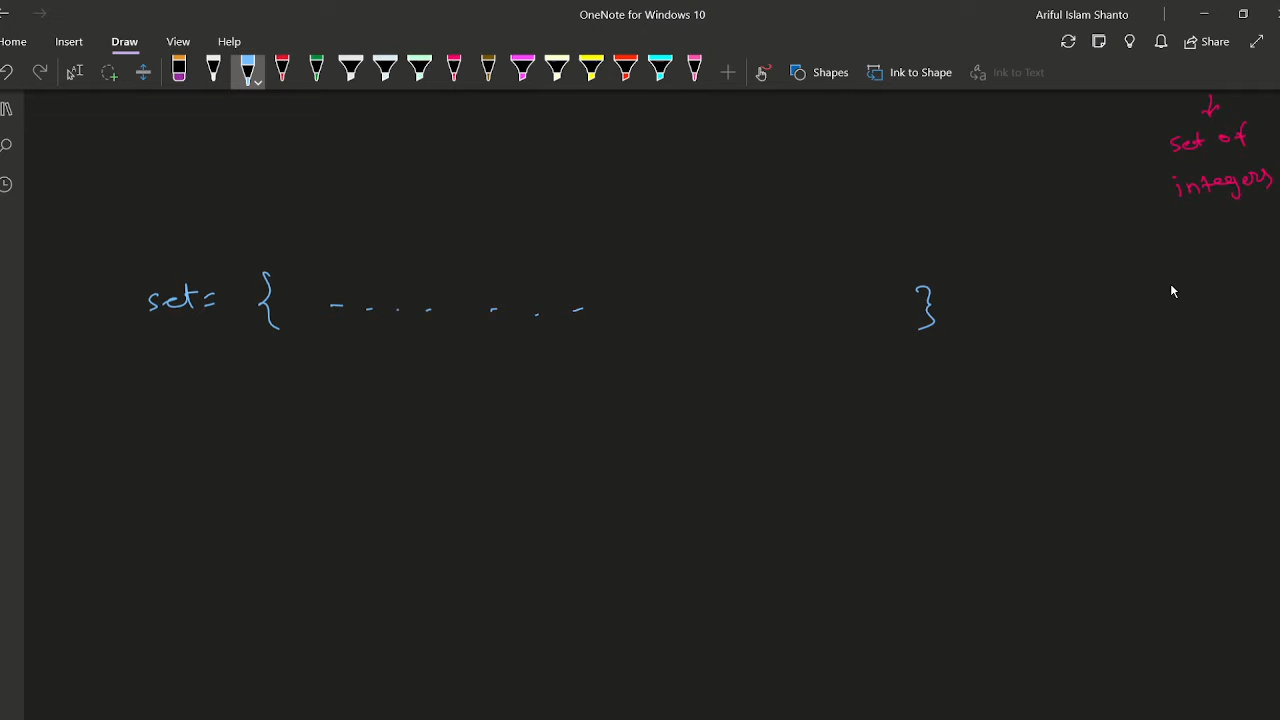 OneNote for Windows 10
Ariful Islam Shanto
Home Insert Draw View Help
Share
Shapes Ink to Shape Ink to Text
set of
integers
set = { - . . . . . - }